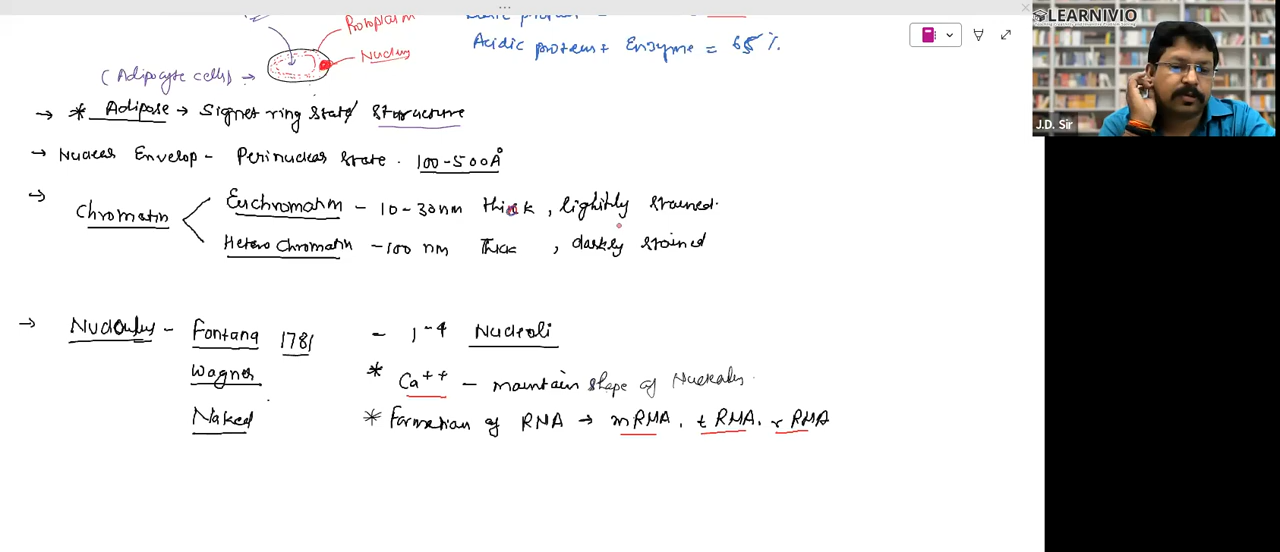 LEARNIVIO
Protoplasm
Acidic protein + Enzyme = 65 %.
Nucleus
(Adipocyte cells) →
J.D. Sir
→ * Adipose → Signet ring State/ Structure
→ Nuclear Envelop - Perinuclear State. 100-500A°
→ Chromatin
Euchromatin - 10-30nm thick, lightly stained.
Hetero Chromatin - 100 nm Thick, darkly stained
→ Nucleolus - Fontana 1781 - 1-4 Nucleoli
Wagner * Ca++ - maintain shape of Nucleolus.
Naked * Formation of RNA → mRNA, tRNA, rRNA